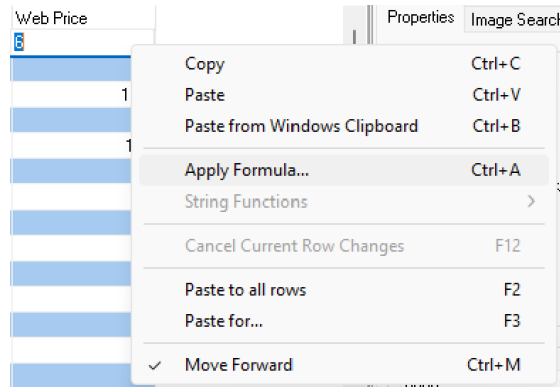 Web Price
Properties Image Search
6
Copy Ctrl+C
Paste Ctrl+V
1
Paste from Windows Clipboard Ctrl+B
1
Apply Formula... Ctrl+A
String Functions
Cancel Current Row Changes F12
Paste to all rows F2
Paste for... F3
Move Forward Ctrl+M